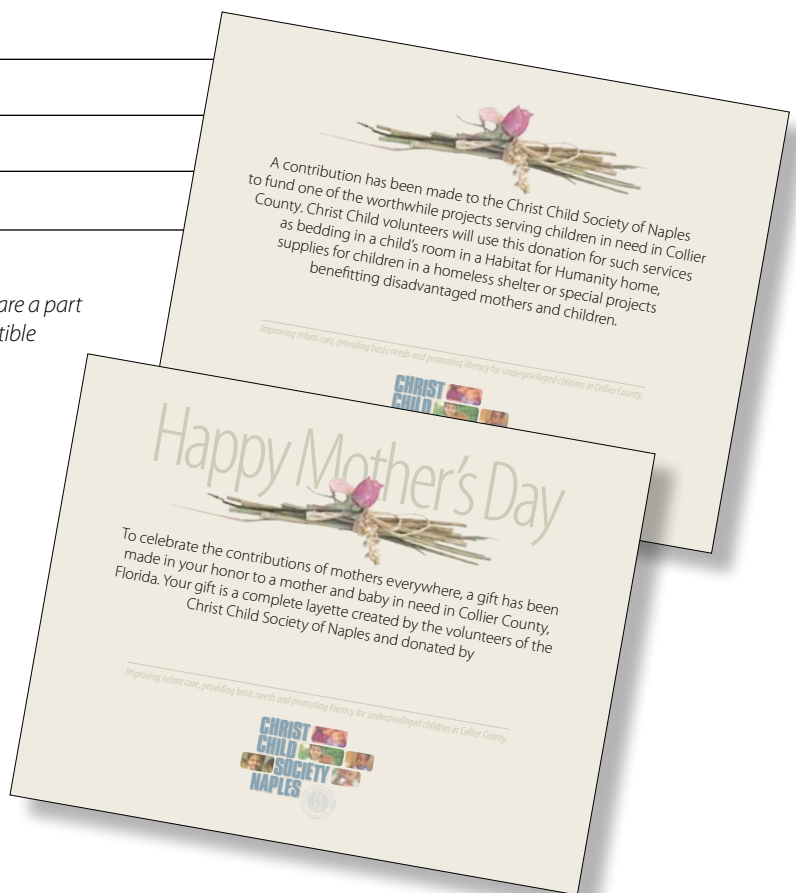 are a part
tible
A contribution has been made to the Christ Child Society of Naples
to fund one of the worthwhile projects serving children in need in Collier
County. Christ Child volunteers will use this donation for such services
as bedding in a child's room in a Habitat for Humanity home,
supplies for children in a homeless shelter or special projects
benefitting disadvantaged mothers and children.
Improving infant care, providing basic needs and promoting literacy for underprivileged children in Collier County.
CHRIST
CHILD
Happy Mother's Day
To celebrate the contributions of mothers everywhere, a gift has been
made in your honor to a mother and baby in need in Collier County,
Florida. Your gift is a complete layette created by the volunteers of the
Christ Child Society of Naples and donated by
Improving infant care, providing basic needs and promoting literacy for underprivileged children in Collier County.
CHRIST
CHILD
SOCIETY
NAPLES